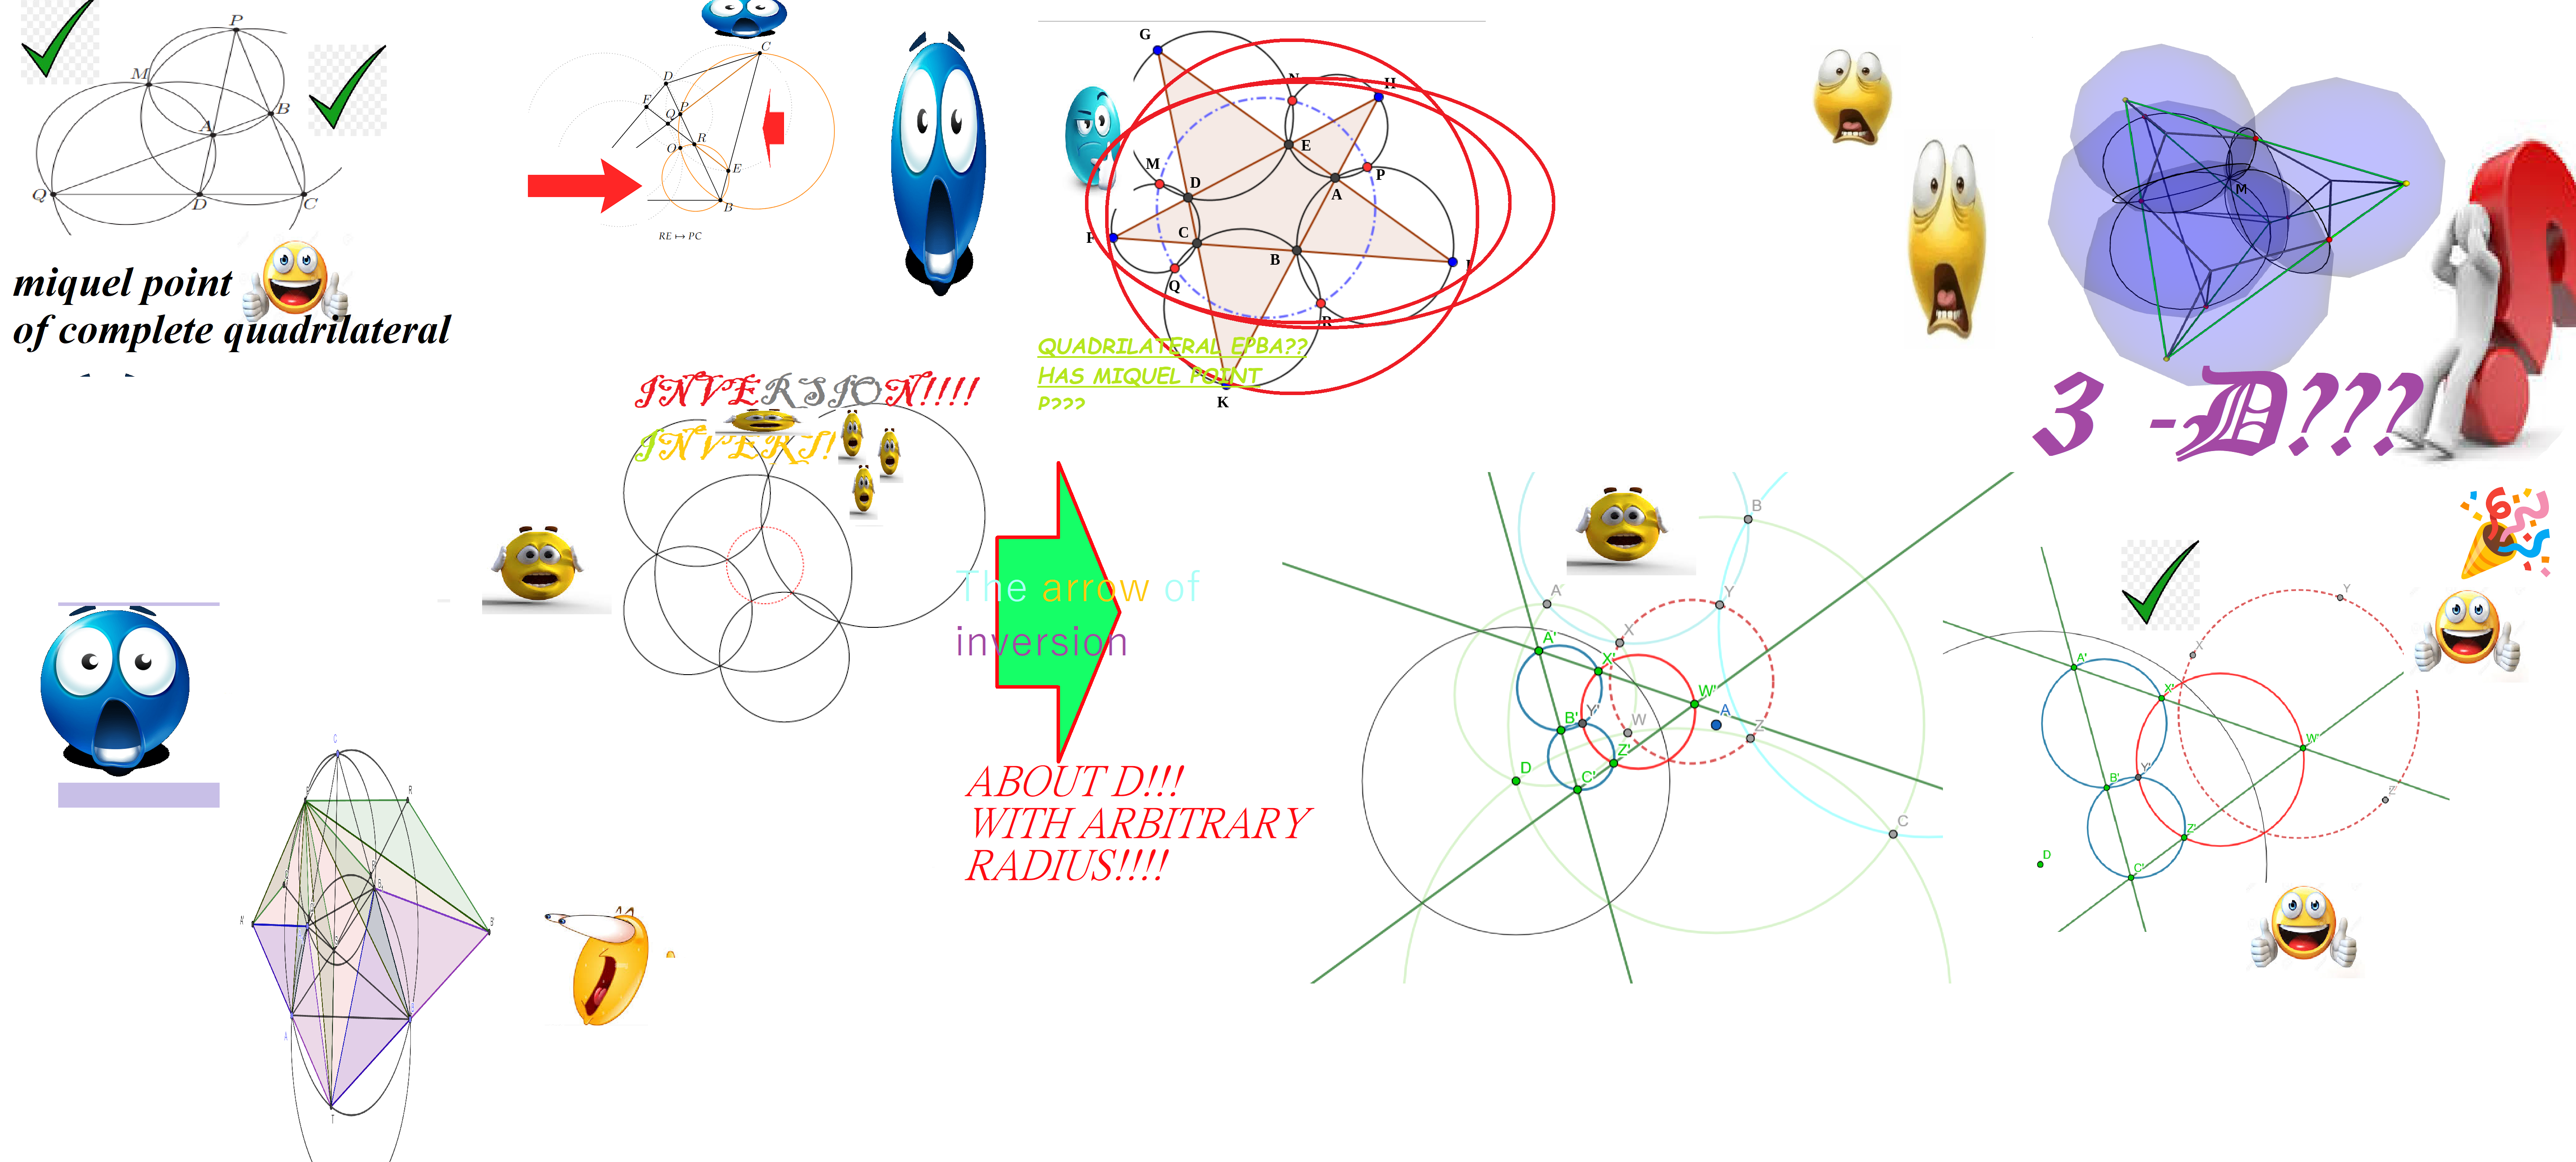 P
M
B
A
Q
D
C
miquel point
of complete quadrilateral
C
D
F
P
Q
R
O
E
B
RE ↦ PC
G
N
H
E
M
P
D
A
C
B
Q
R
K
QUADRILATERAL EPBA??
HAS MIQUEL POINT
P???
M
3 -D???
INVERSION!!!!
INVERT!
The arrow of
inversion
ABOUT D!!!
WITH ARBITRARY
RADIUS!!!!
B
A
Y
X
A'
X'
W'
B'
Y'
W
A
Z
Z'
D
C'
C
Y
X
A'
X'
W'
B'
Y'
Z
Z'
D
C'
C
R
A
T